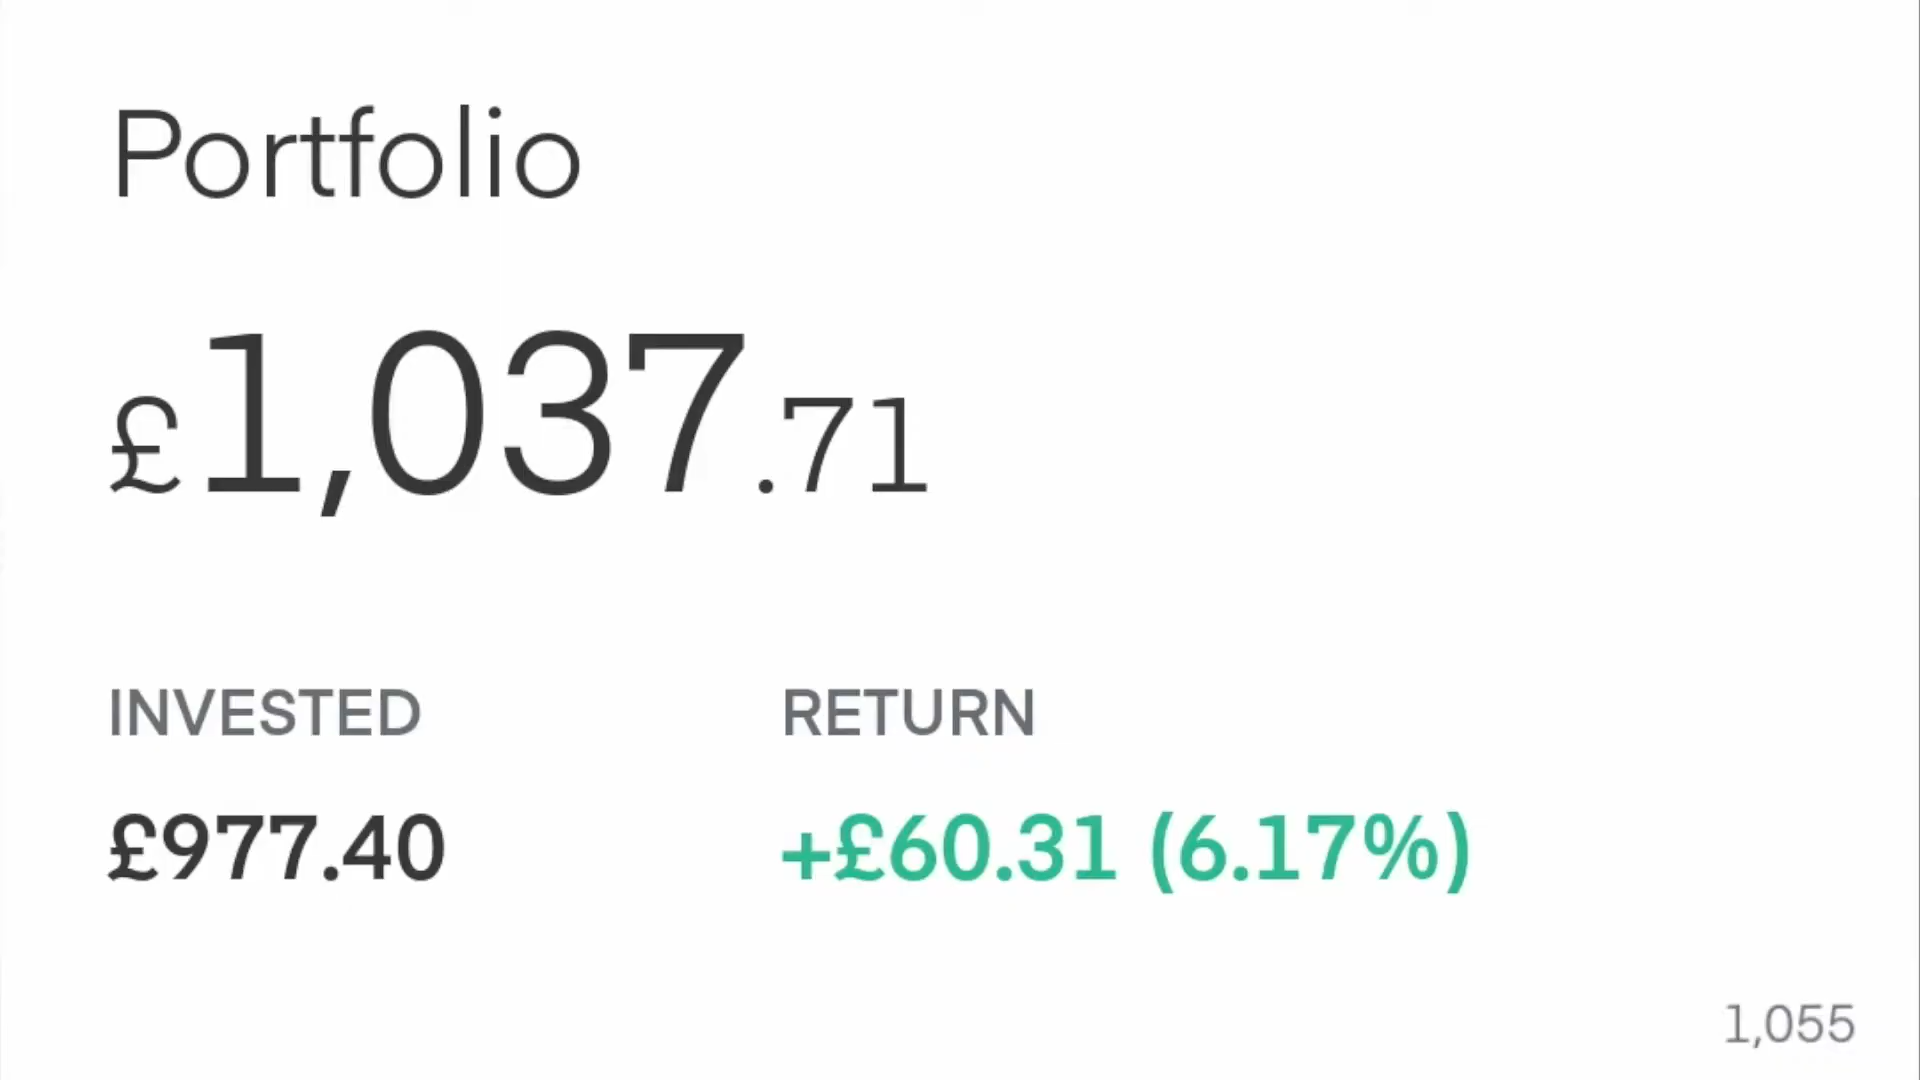 Portfolio
£1,037.71
INVESTED RETURN
£977.40 +£60.31 (6.17%)
1,055